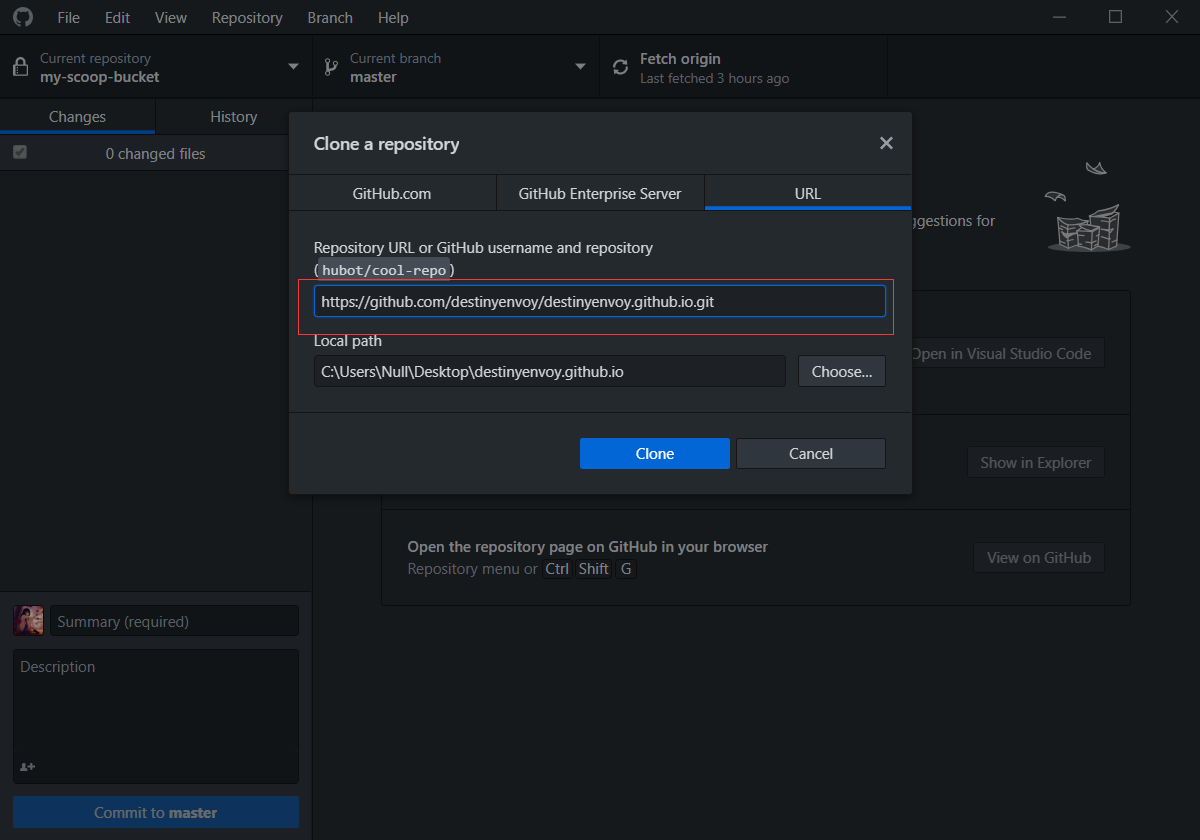 File Edit View Repository Branch Help
Current repository
my-scoop-bucket
Current branch
master
Fetch origin
Last fetched 3 hours ago
Changes History
0 changed files
Clone a repository
GitHub.com GitHub Enterprise Server URL
Repository URL or GitHub username and repository
(hubot/cool-repo)
https://github.com/destinyenvoy/destinyenvoy.github.io.git
Local path
C:\Users\Null\Desktop\destinyenvoy.github.io Choose...
Clone Cancel
ggestions for
Open in Visual Studio Code
Show in Explorer
Open the repository page on GitHub in your browser
Repository menu or Ctrl Shift G
View on GitHub
Summary (required)
Description
Commit to master